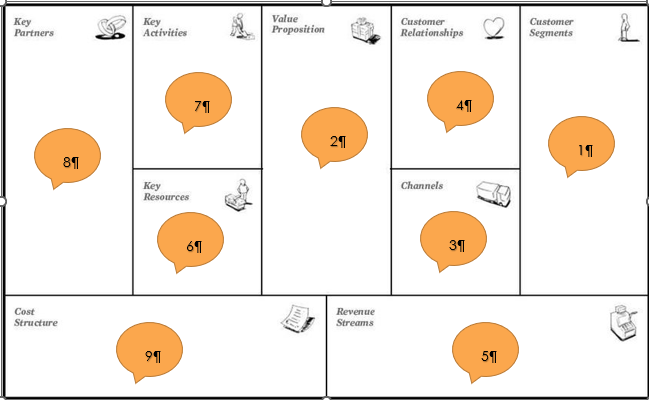 Key
Partners
8¶
Key
Activities
7¶
Key
Resources
6¶
Value
Proposition
2¶
Customer
Relationships
4¶
Channels
3¶
Customer
Segments
1¶
Cost
Structure
9¶
Revenue
Streams
5¶